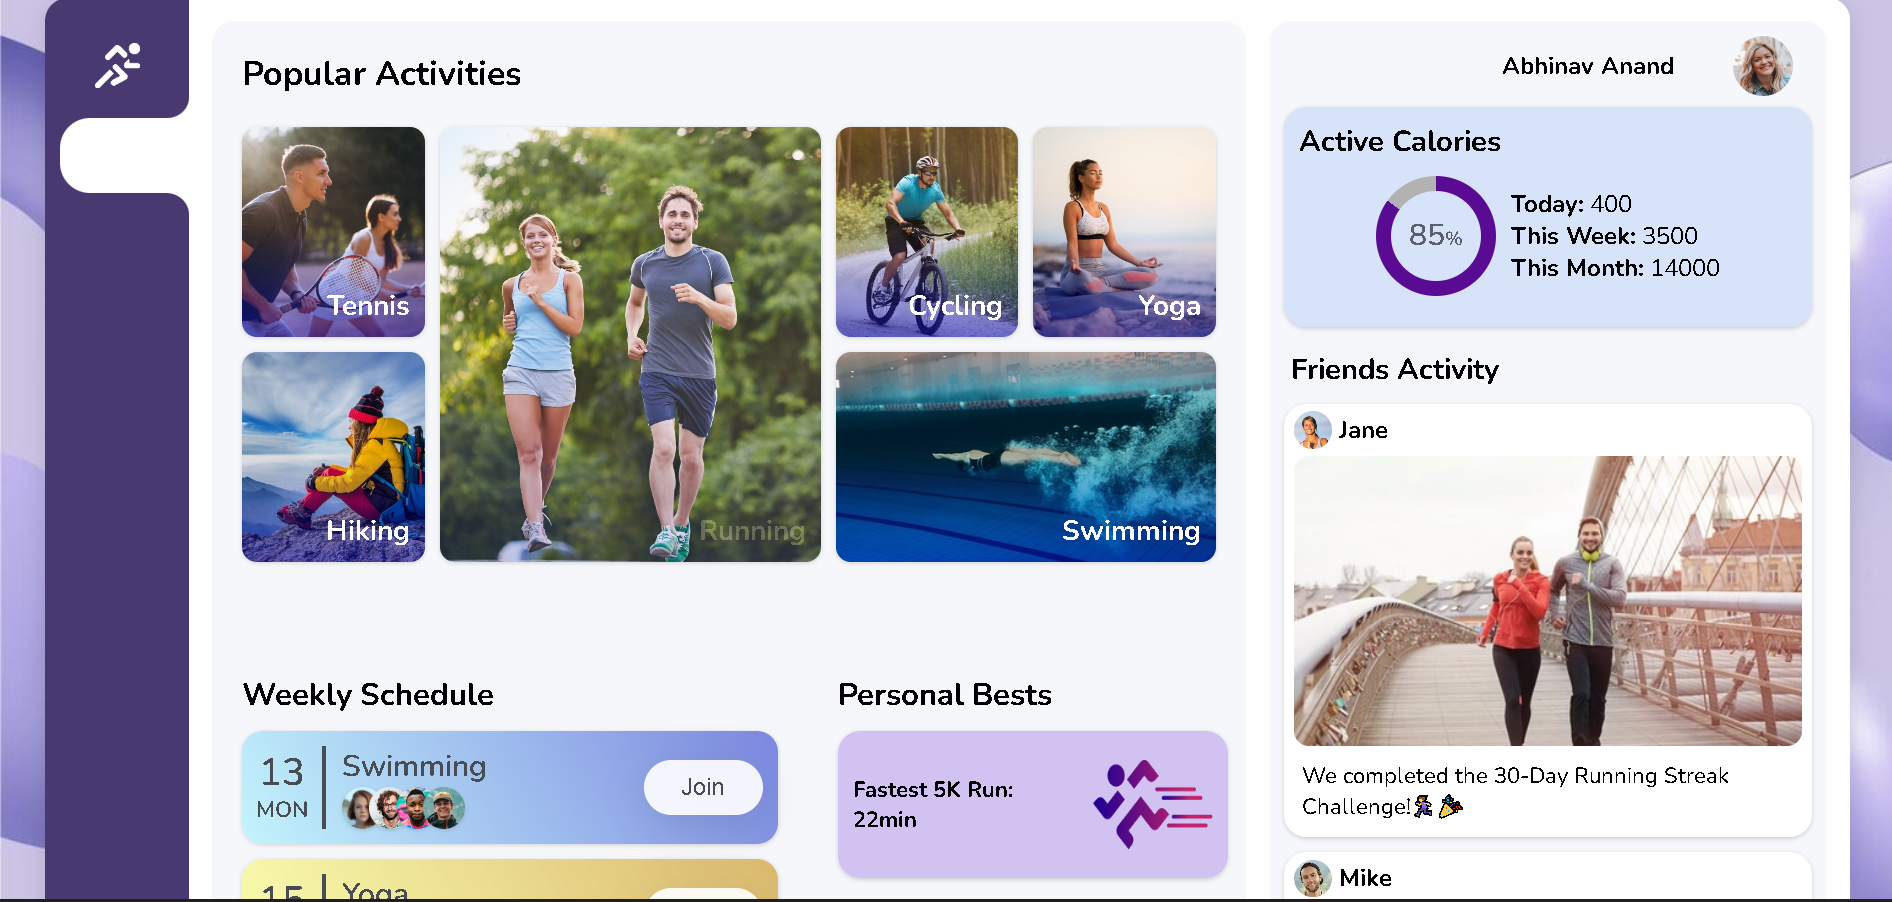 Popular Activities
Tennis
Running
Cycling
Yoga
Hiking
Swimming
Weekly Schedule
13
MON
Swimming
Join
15
Yoga
Personal Bests
Fastest 5K Run:
22min
Abhinav Anand
Active Calories
85%
Today: 400
This Week: 3500
This Month: 14000
Friends Activity
Jane
We completed the 30-Day Running Streak
Challenge!🏃‍♀️🎉
Mike